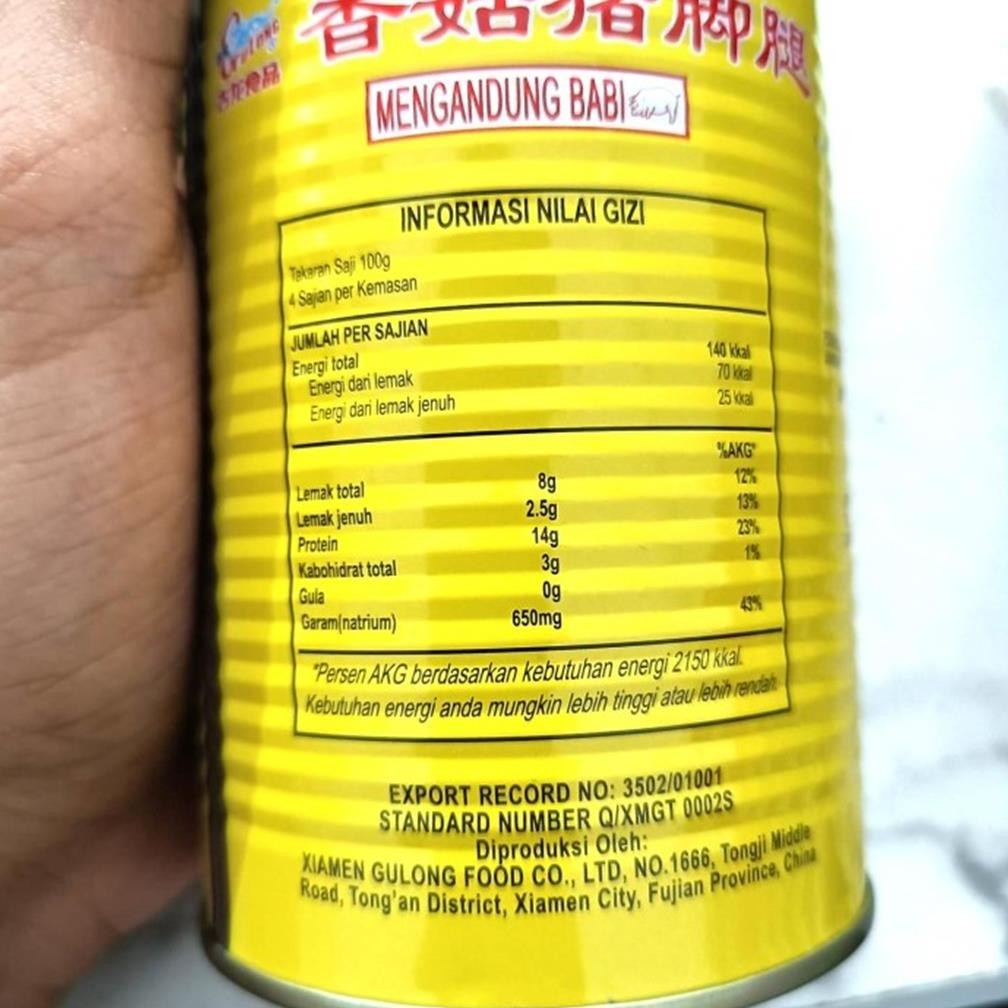 香菇猪脚腿
GULONG
古龙食品
MENGANDUNG BABI
INFORMASI NILAI GIZI
Takaran Saji 100g
4 Sajian per Kemasan
JUMLAH PER SAJIAN
Energi total 140 kkal
Energi dari lemak 70 kkal
Energi dari lemak jenuh 25 kkal
%AKG*
Lemak total 8g 12%
Lemak jenuh 2.5g 13%
Protein 14g 23%
Kabohidrat total 3g 1%
Gula 0g
Garam(natrium) 650mg 43%
*Persen AKG berdasarkan kebutuhan energi 2150 kkal.
Kebutuhan energi anda mungkin lebih tinggi atau lebih rendah
EXPORT RECORD NO: 3502/01001
STANDARD NUMBER Q/XMGT 0002S
Diproduksi Oleh:
XIAMEN GULONG FOOD CO., LTD, NO.1666, Tongji Middle
Road, Tong'an District, Xiamen City, Fujian Province, China